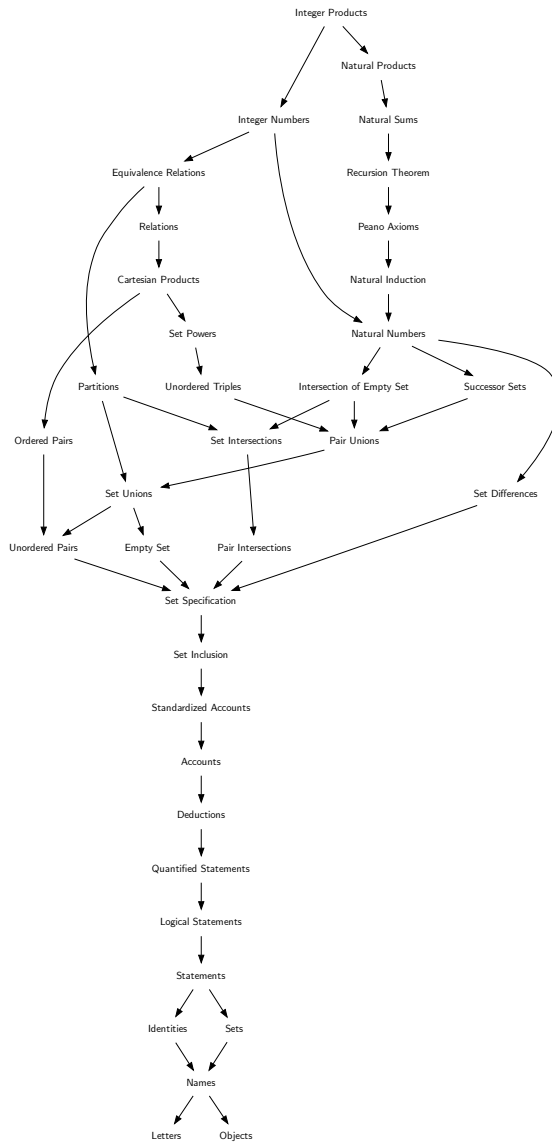 Integer Products
Natural Products
Integer Numbers
Natural Sums
Equivalence Relations
Recursion Theorem
Relations
Peano Axioms
Cartesian Products
Natural Induction
Set Powers
Natural Numbers
Partitions
Unordered Triples
Intersection of Empty Set
Successor Sets
Ordered Pairs
Set Intersections
Pair Unions
Set Unions
Set Differences
Unordered Pairs
Empty Set
Pair Intersections
Set Specification
Set Inclusion
Standardized Accounts
Accounts
Deductions
Quantified Statements
Logical Statements
Statements
Identities
Sets
Names
Letters
Objects